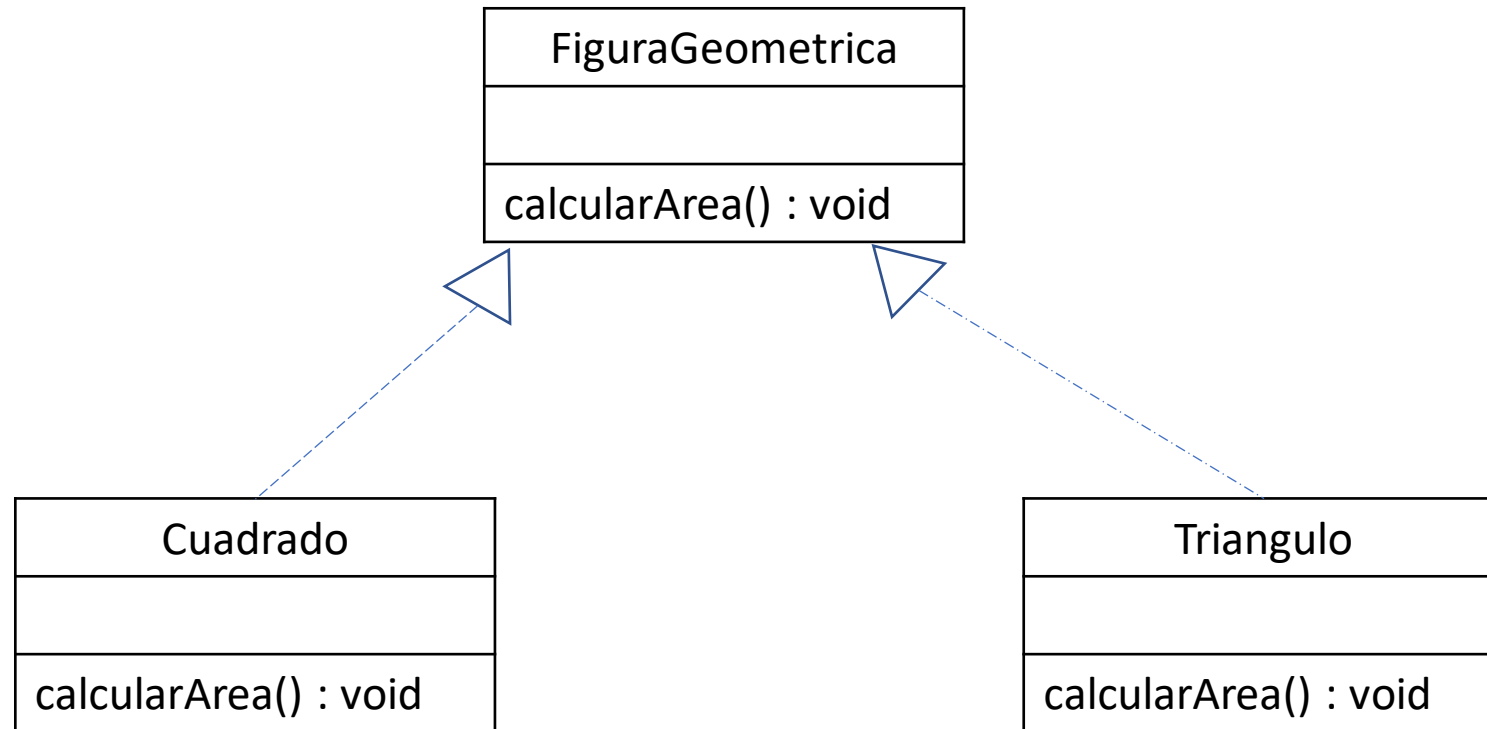 FiguraGeometrica
calcularArea() : void
Cuadrado
Triangulo
calcularArea() : void
calcularArea() : void